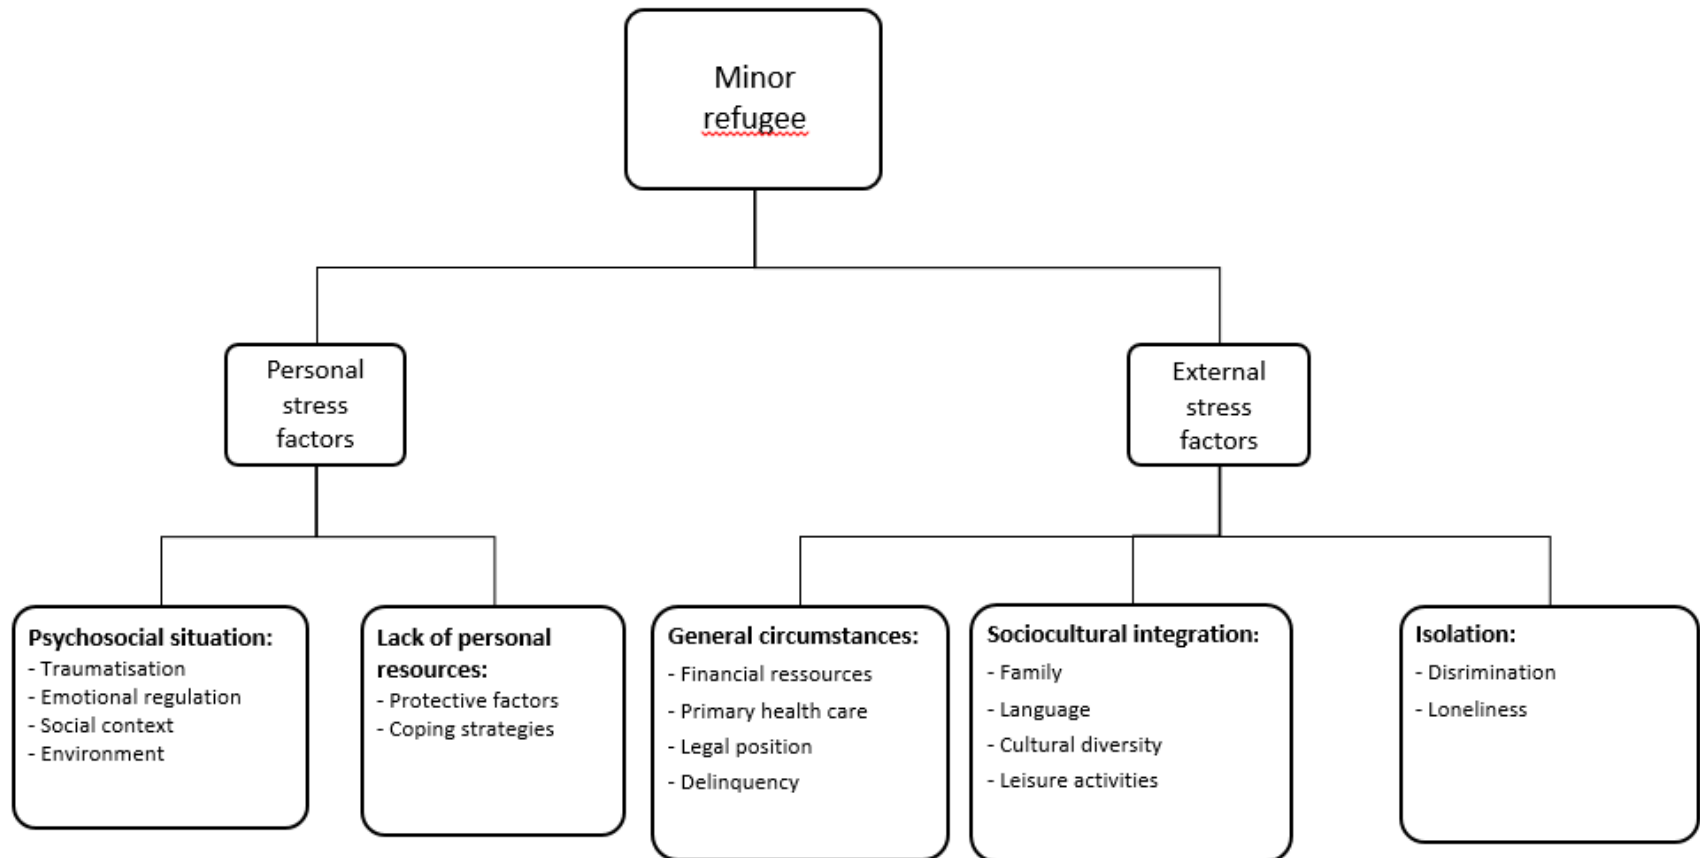 Minor
refugee
Personal
stress
factors
External
stress
factors
Psychosocial situation:
- Traumatisation
- Emotional regulation
- Social context
- Environment
Lack of personal
resources:
- Protective factors
- Coping strategies
General circumstances:
- Financial ressources
- Primary health care
- Legal position
- Delinquency
Sociocultural integration:
- Family
- Language
- Cultural diversity
- Leisure activities
Isolation:
- Disrimination
- Loneliness